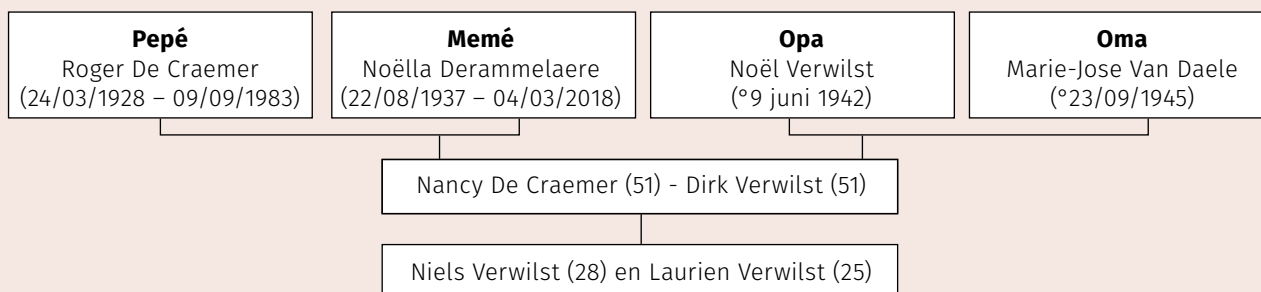 Pepé
Roger De Craemer
(24/03/1928 – 09/09/1983)
Memé
Noëlla Derammelaere
(22/08/1937 – 04/03/2018)
Opa
Noël Verwilst
(°9 juni 1942)
Oma
Marie-Jose Van Daele
(°23/09/1945)
Nancy De Craemer (51) - Dirk Verwilst (51)
Niels Verwilst (28) en Laurien Verwilst (25)